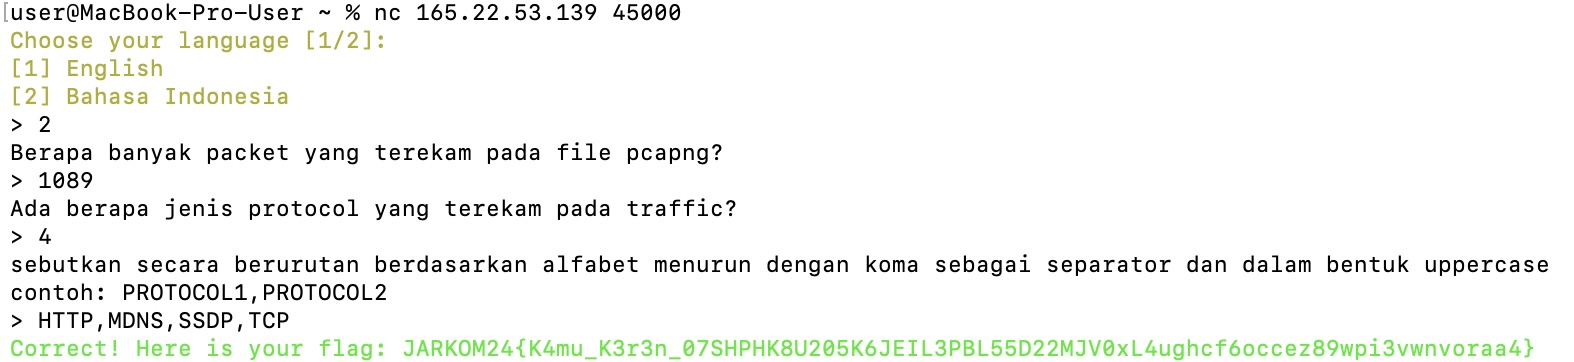 [user@MacBook-Pro-User ~ % nc 165.22.53.139 45000
Choose your language [1/2]:
[1] English
[2] Bahasa Indonesia
> 2
Berapa banyak packet yang terekam pada file pcapng?
> 1089
Ada berapa jenis protocol yang terekam pada traffic?
> 4
sebutkan secara berurutan berdasarkan alfabet menurun dengan koma sebagai separator dan dalam bentuk uppercase
contoh: PROTOCOL1,PROTOCOL2
> HTTP,MDNS,SSDP,TCP
Correct! Here is your flag: JARKOM24{K4mu_K3r3n_07SHPHK8U205K6JEIL3PBL55D22MJV0xL4ughcf6occez89wpi3vwnvoraa4}